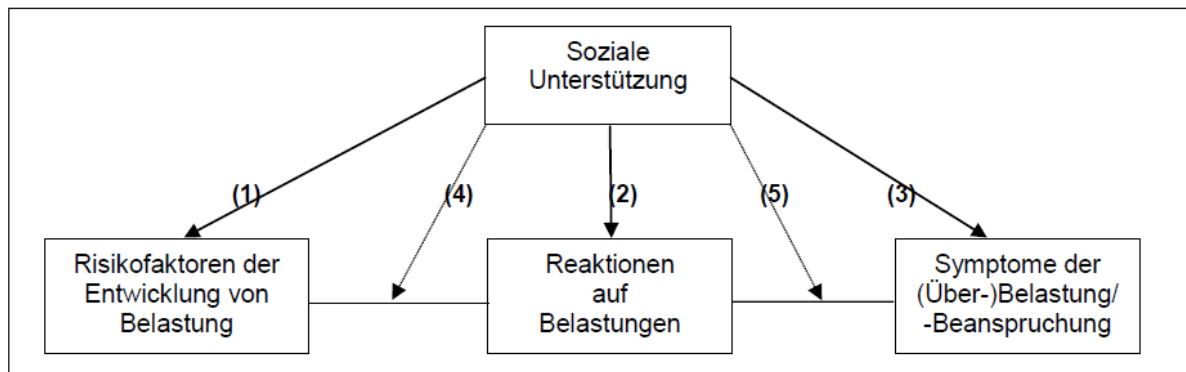 Soziale
Unterstützung
(1)
(4)
(2)
(5)
(3)
Risikofaktoren der
Entwicklung von
Belastung
Reaktionen
auf
Belastungen
Symptome der
(Über-)Belastung/
-Beanspruchung